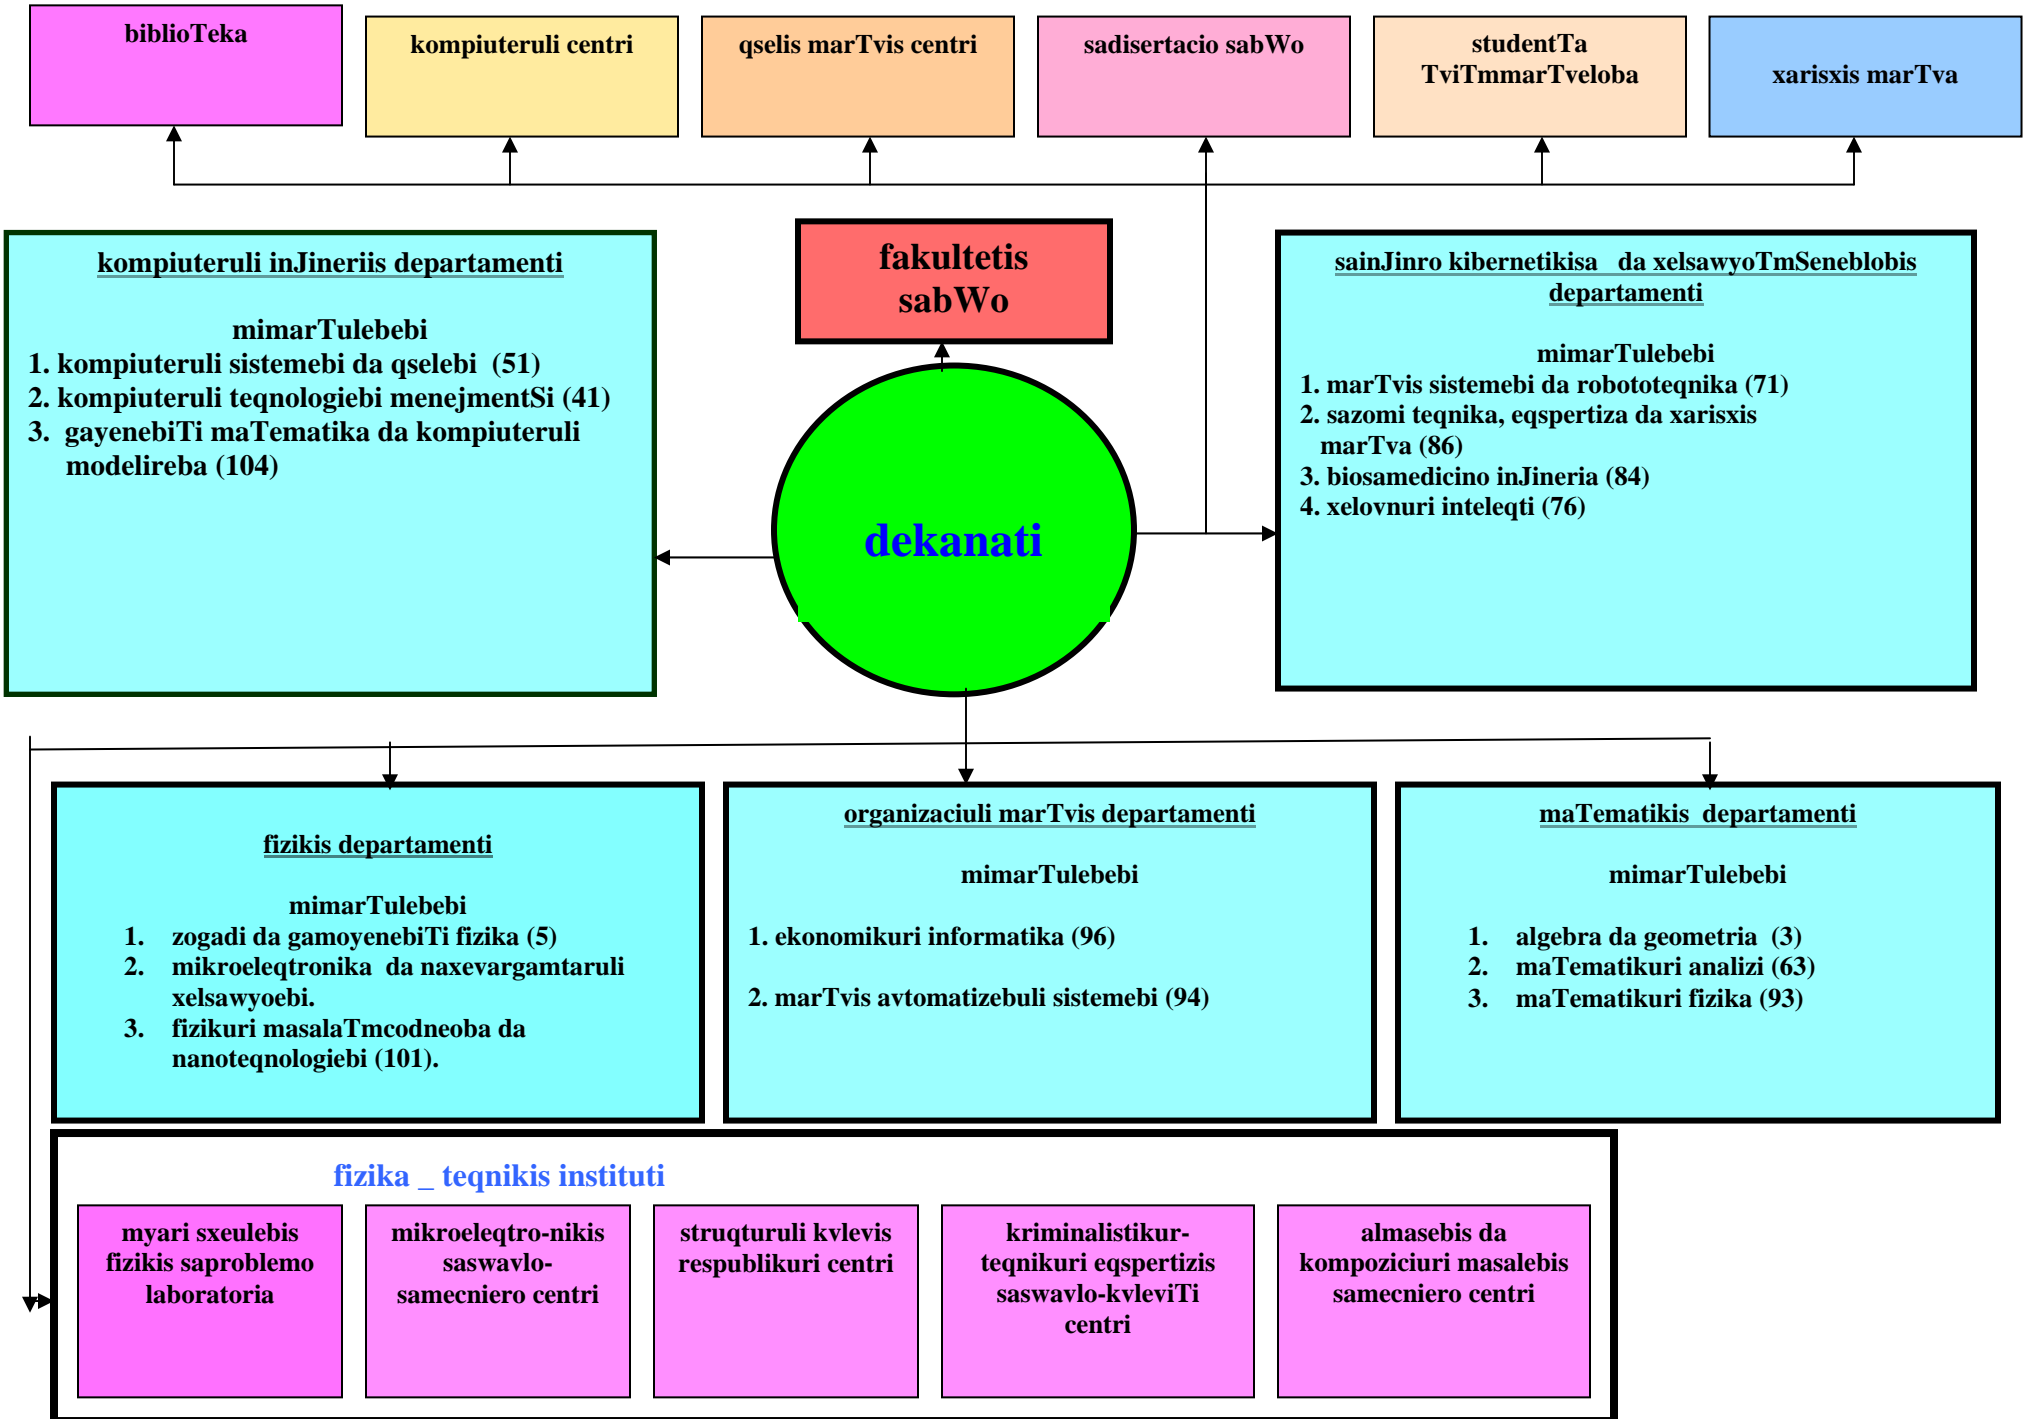 biblioTeka
kompiuteruli centri
qselis marTvis centri
sadisertacio sabWo
studentTa
TviTmmarTveloba
xarisxis marTva
kompiuteruli inJineriis departamenti
mimarTulebebi
1. kompiuteruli sistemebi da qselebi (51)
2. kompiuteruli teqnologiebi menejmentSi (41)
3. gayenebiTi maTematika da kompiuteruli
modelireba (104)
fakultetis
sabWo
dekanati
sainJinro kibernetikisa da xelsawyoTmSeneblobis
departamenti
mimarTulebebi
1. marTvis sistemebi da robototeqnika (71)
2. sazomi teqnika, eqspertiza da xarisxis
marTva (86)
3. biosamedicino inJineria (84)
4. xelovnuri inteleqti (76)
fizikis departamenti
mimarTulebebi
1. zogadi da gamoyenebiTi fizika (5)
2. mikroeleqtronika da naxevargamtaruli
xelsawyoebi.
3. fizikuri masalaTmcodneoba da
nanoteqnologiebi (101).
organizaciuli marTvis departamenti
mimarTulebebi
1. ekonomikuri informatika (96)
2. marTvis avtomatizebuli sistemebi (94)
maTematikis departamenti
mimarTulebebi
1. algebra da geometria (3)
2. maTematikuri analizi (63)
3. maTematikuri fizika (93)
fizika _ teqnikis instituti
myari sxeulebis
fizikis saproblemo
laboratoria
mikroeleqtro-nikis
saswavlo-
samecniero centri
struqturuli kvlevis
respublikuri centri
kriminalistikur-
teqnikuri eqspertizis
saswavlo-kvleviTi
centri
almasebis da
kompoziciuri masalebis
samecniero centri